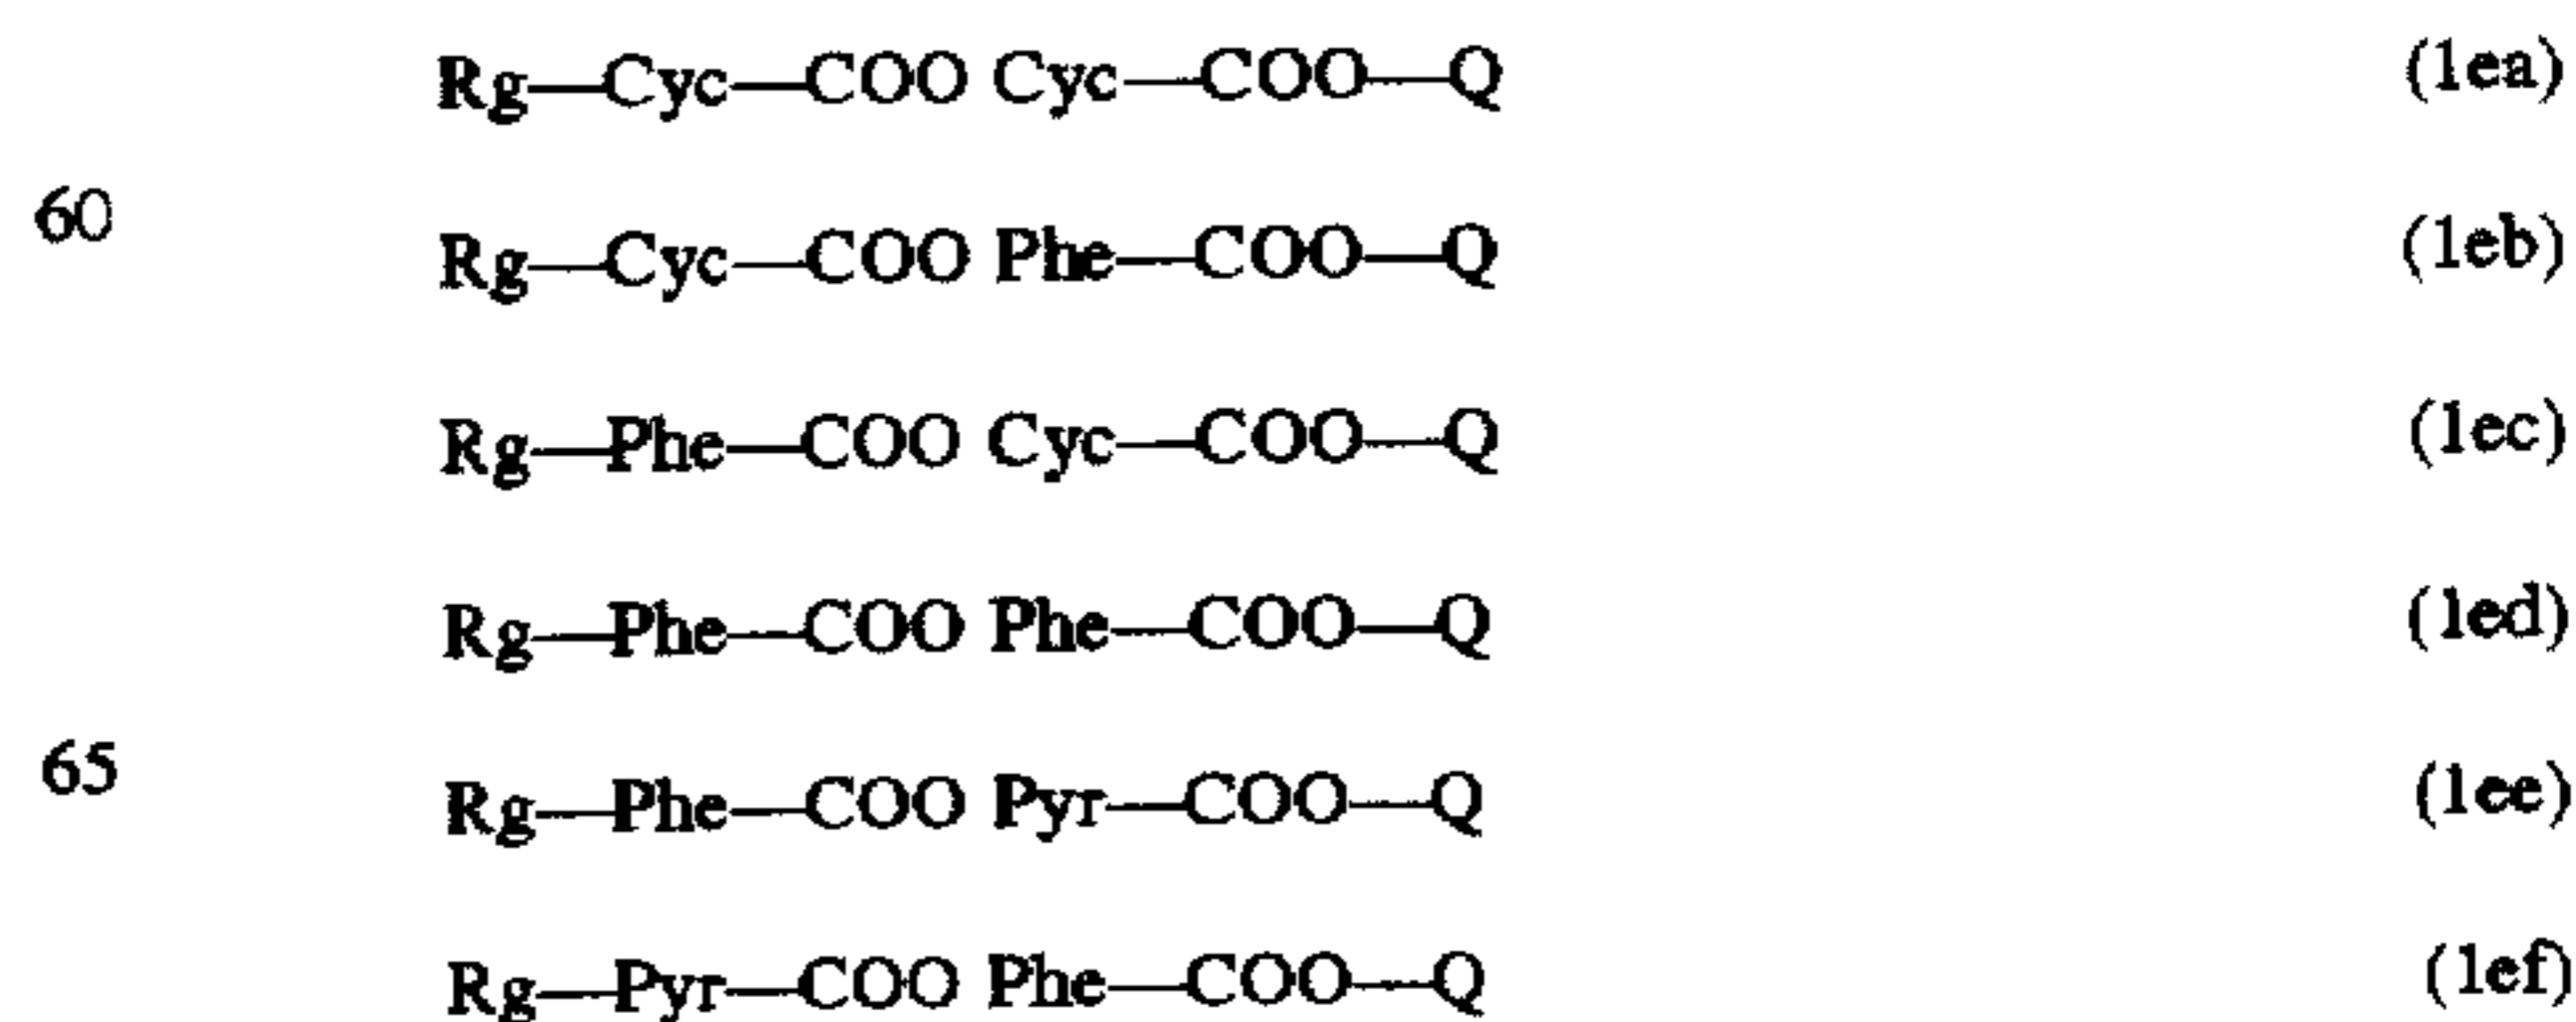 Rg—Cyc—COO Cyc—COO—Q (1ea)
60
Rg—Cyc—COO Phe—COO—Q (1eb)
Rg—Phe—COO Cyc—COO—Q (1ec)
Rg—Phe—COO Phe—COO—Q (1ed)
65
Rg—Phe—COO Pyr—COO—Q (1ee)
Rg—Pyr—COO Phe—COO—Q (1ef)